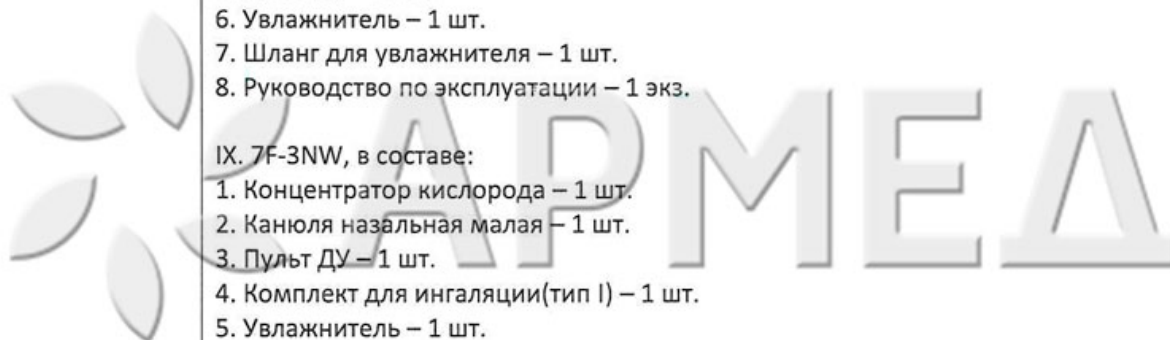 6. Увлажнитель – 1 шт.
7. Шланг для увлажнителя – 1 шт.
8. Руководство по эксплуатации – 1 экз.
IX. 7F-3NW, в составе:
1. Концентратор кислорода – 1 шт.
2. Канюля назальная малая – 1 шт.
3. Пульт ДУ – 1 шт.
4. Комплект для ингаляции(тип I) – 1 шт.
5. Увлажнитель – 1 шт.
АРМЕД